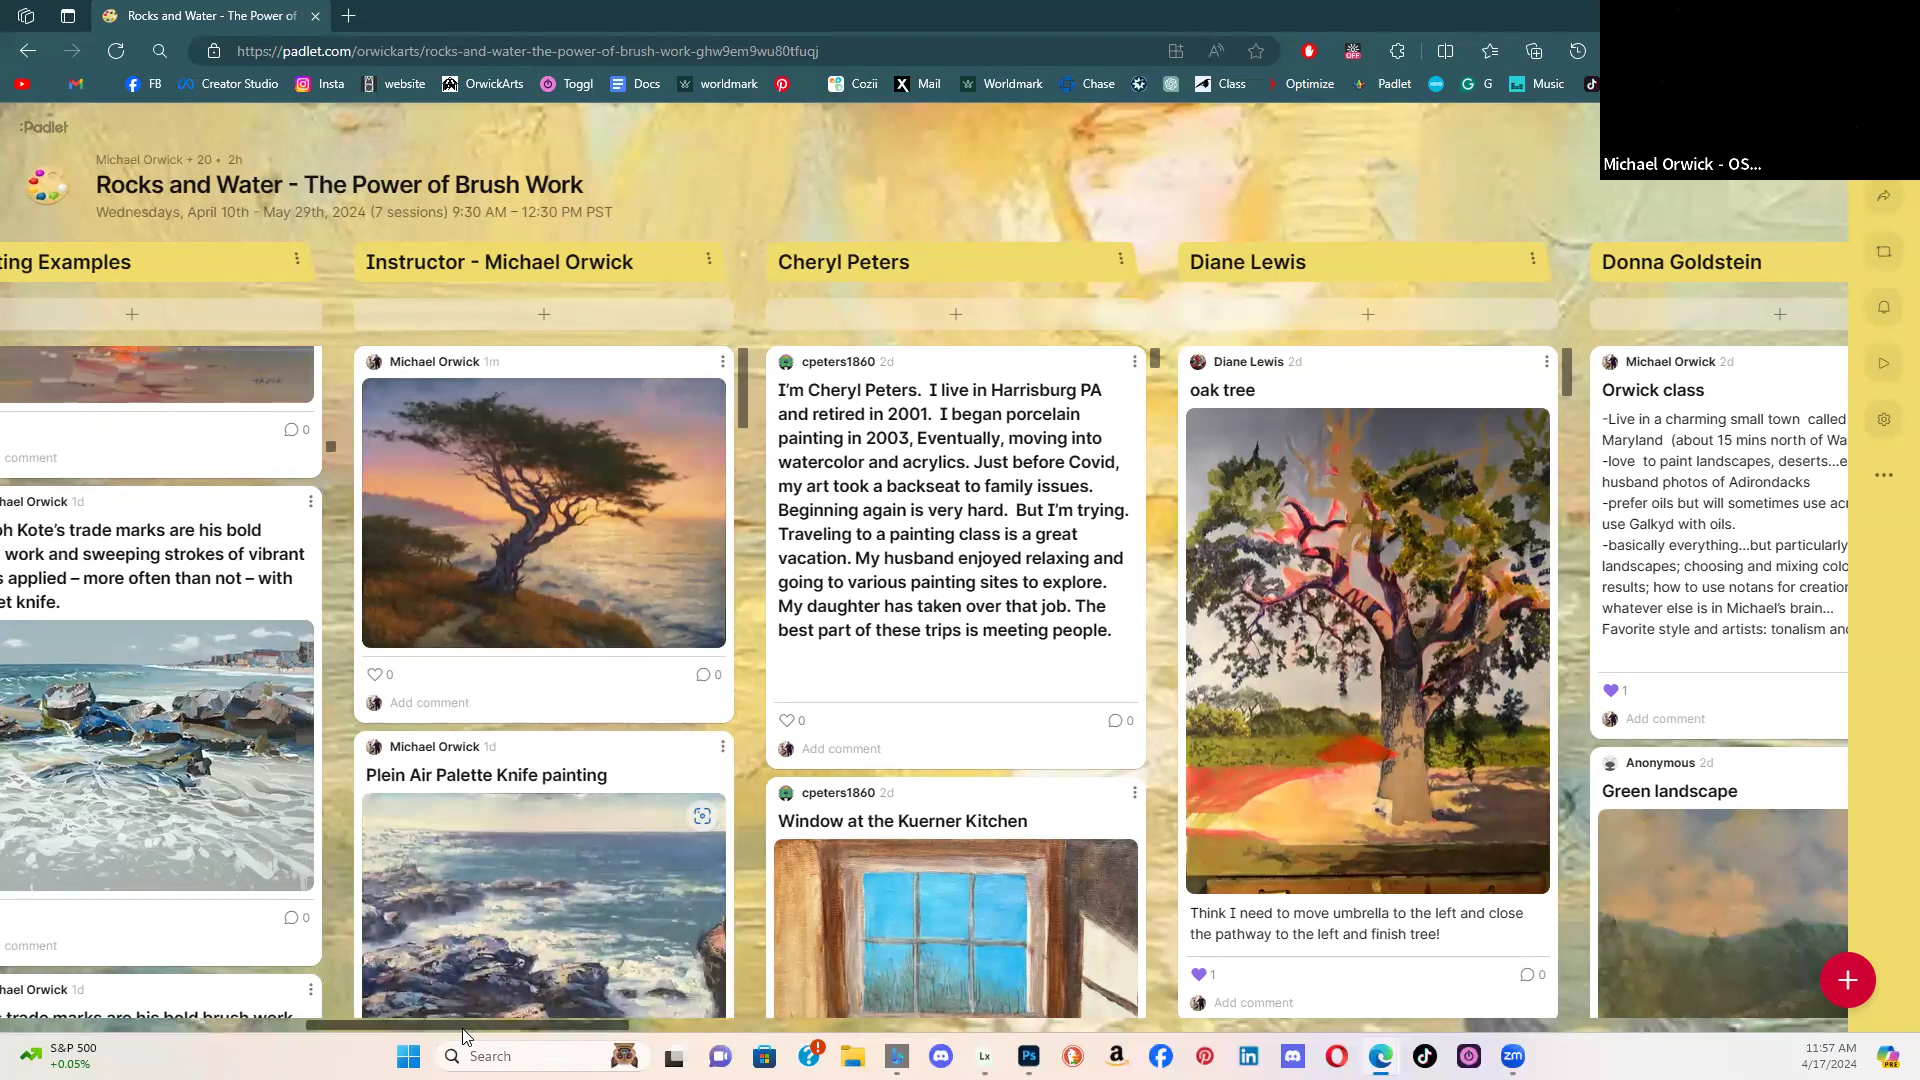 Rocks and Water - The Power of
https://padlet.com/orwickarts/rocks-and-water-the-power-of-brush-work-ghw9em9wu80tfuqj
OFF
FB
Creator Studio
Insta
website
OrwickArts
Toggl
Docs
worldmark
Cozii
Mail
Worldmark
Chase
Class
Optimize
Padlet
G
Music
Michael Orwick - OS...
:Padlet
Michael Orwick + 20 • 2h
Rocks and Water - The Power of Brush Work
Wednesdays, April 10th - May 29th, 2024 (7 sessions) 9:30 AM – 12:30 PM PST
ting Examples
0
comment
hael Orwick 1d
ph Kote's trade marks are his bold
work and sweeping strokes of vibrant
s applied – more often than not – with
et knife.
0
comment
hael Orwick 1d
trade marks are his bold brush work
Instructor - Michael Orwick
Michael Orwick 1m
0
0
Add comment
Michael Orwick 1d
Plein Air Palette Knife painting
Cheryl Peters
cpeters1860 2d
I'm Cheryl Peters. I live in Harrisburg PA
and retired in 2001. I began porcelain
painting in 2003, Eventually, moving into
watercolor and acrylics. Just before Covid,
my art took a backseat to family issues.
Beginning again is very hard. But I'm trying.
Traveling to a painting class is a great
vacation. My husband enjoyed relaxing and
going to various painting sites to explore.
My daughter has taken over that job. The
best part of these trips is meeting people.
0
0
Add comment
cpeters1860 2d
Window at the Kuerner Kitchen
Diane Lewis
Diane Lewis 2d
oak tree
Think I need to move umbrella to the left and close
the pathway to the left and finish tree!
1
0
Add comment
Donna Goldstein
Michael Orwick 2d
Orwick class
-Live in a charming small town called
Maryland (about 15 mins north of Wa
-love to paint landscapes, deserts...e
husband photos of Adirondacks
-prefer oils but will sometimes use acr
use Galkyd with oils.
-basically everything...but particularly
landscapes; choosing and mixing colo
results; how to use notans for creation
whatever else is in Michael's brain...
Favorite style and artists: tonalism and
1
Add comment
Anonymous 2d
Green landscape
S&P 500
+0.05%
Search
Lx
Ps
zm
11:57 AM
4/17/2024
PRE